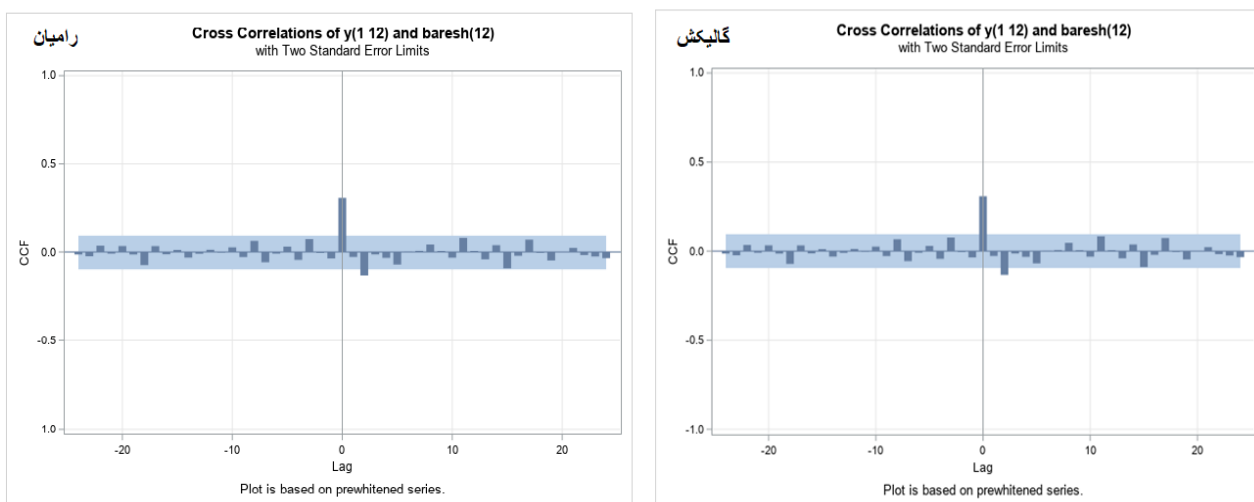 رامیان
Cross Correlations of y(1 12) and baresh(12)
with Two Standard Error Limits
1.0
0.5
0.0
-0.5
1.0
CCF
-20
-10
0
10
20
Lag
Plot is based on prewhitened series.
گالیکش
Cross Correlations of y(1 12) and baresh(12)
with Two Standard Error Limits
1.0
0.5
0.0
-0.5
-1.0
CCF
-20
-10
0
10
20
Lag
Plot is based on prewhitened series.